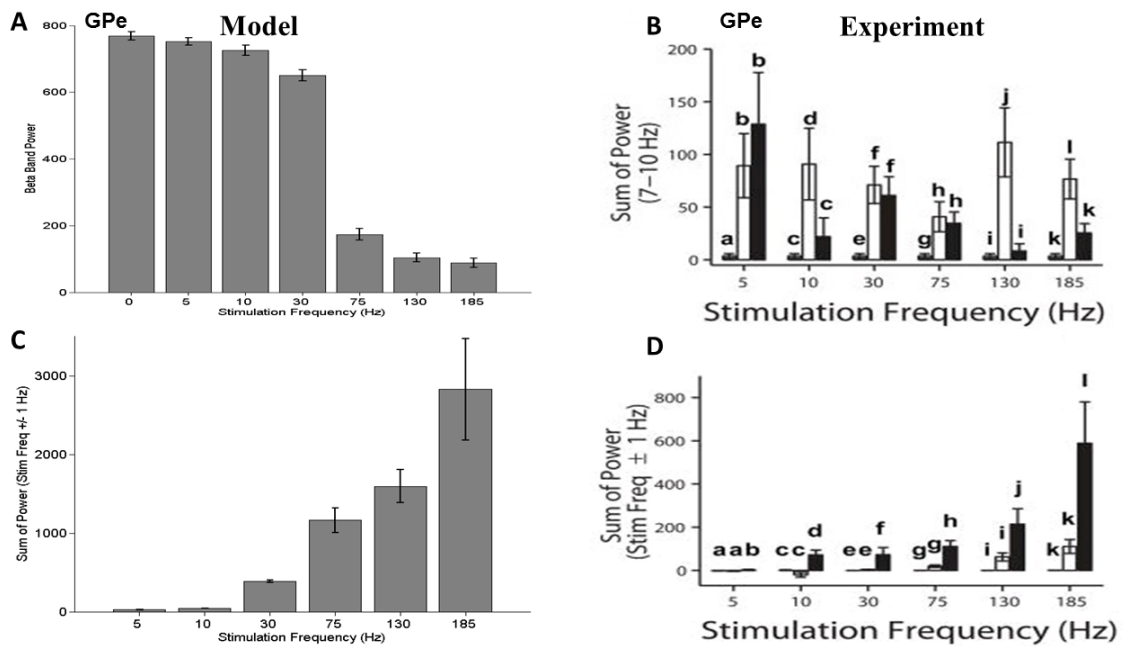 A GPe Model
800
600
400
200
0
Beta Band Power
0 5 10 30 75 130 185
Stimulation Frequency (Hz)
B GPe Experiment
200
150
100
50
0
Sum of Power
(7–10 Hz)
a b b c d c e f f g h h i j i k l k
5 10 30 75 130 185
Stimulation Frequency (Hz)
C
3000
2000
1000
0
Sum of Power (Stim Freq +/- 1 Hz)
5 10 30 75 130 185
Stimulation Frequency (Hz)
D
800
600
400
200
0
Sum of Power
(Stim Freq ± 1 Hz)
a a b c c d e e f g g h i i j k k l
5 10 30 75 130 185
Stimulation Frequency (Hz)